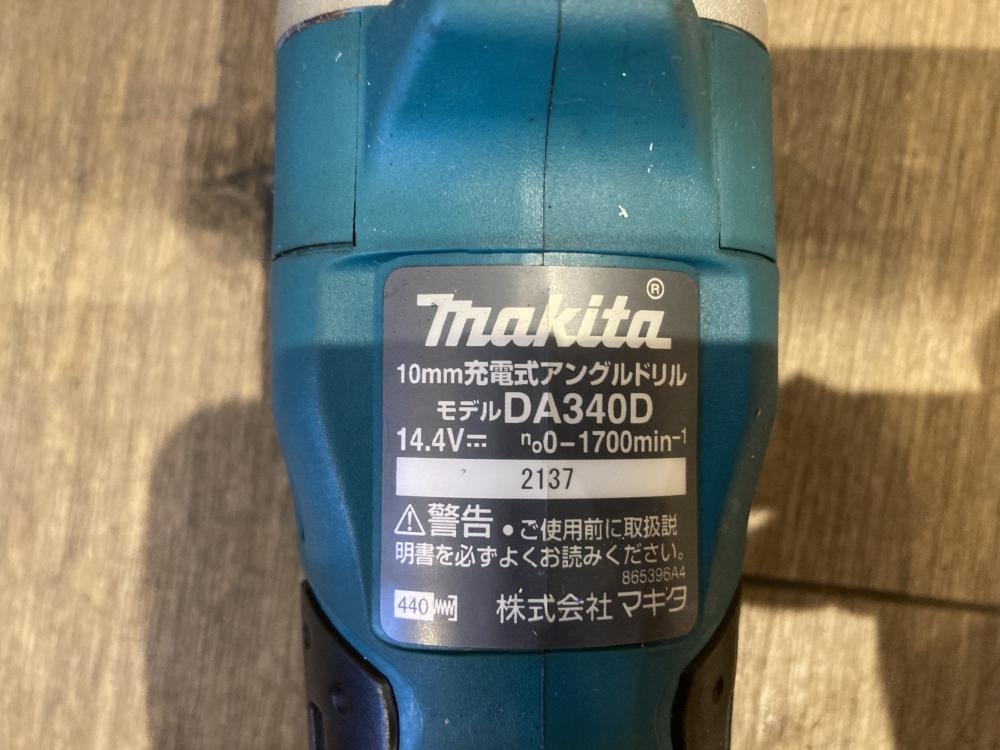 makita®
10mm充電式アングルドリル
モデルDA340D
14.4V⎓ n₀0-1700min⁻¹
2137
⚠警告 ●ご使用前に取扱説
明書を必ずよくお読みください。
865396A4
440 株式会社 マキタ